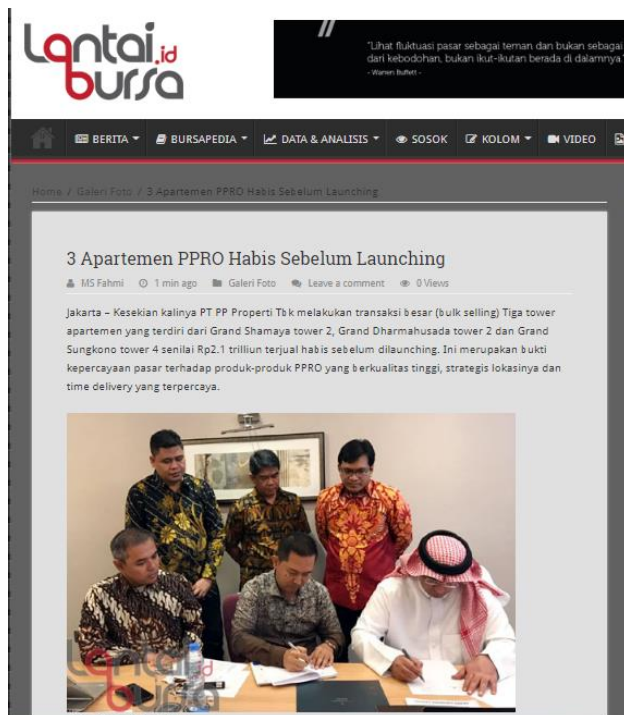 Lantai.id
bursa
"Lihat fluktuasi pasar sebagai teman dan bukan sebagai
dari kebodohan, bukan ikut-ikutan berada di dalamnya."
- Warren Buffett -
BERITA BURSAPEDIA DATA & ANALISIS SOSOK KOLOM VIDEO
Home / Galeri Foto / 3 Apartemen PPRO Habis Sebelum Launching
3 Apartemen PPRO Habis Sebelum Launching
MS Fahmi 1 min ago Galeri Foto Leave a comment 0 Views
Jakarta – Kesekian kalinya PT PP Properti Tbk melakukan transaksi besar (bulk selling) Tiga tower
apartemen yang terdiri dari Grand Shamaya tower 2, Grand Dharmahusada tower 2 dan Grand
Sungkono tower 4 senilai Rp2.1 trilliun terjual habis sebelum dilaunching. Ini merupakan bukti
kepercayaan pasar terhadap produk-produk PPRO yang berkualitas tinggi, strategis lokasinya dan
time delivery yang terpercaya.
Lantai.id
bursa